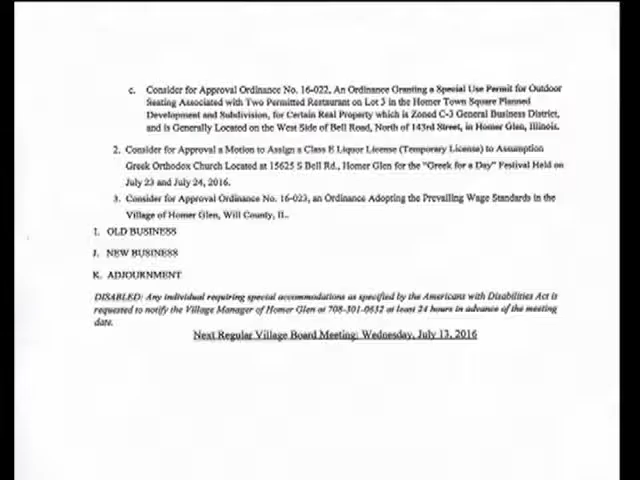 c. Consider for Approval Ordinance No. 16-022, An Ordinance Granting a Special Use Permit for Outdoor
Seating Associated with Two Permitted Restaurant on Lot 5 in the Homer Town Square Planned
Development and Subdivision, for Certain Real Property which is Zoned C-3 General Business District,
and is Generally Located on the West Side of Bell Road, North of 143rd Street, in Homer Glen, Illinois.
2. Consider for Approval a Motion to Assign a Class E Liquor License (Temporary License) to Assumption
Greek Orthodox Church Located at 15625 S Bell Rd., Homer Glen for the "Greek for a Day" Festival Held on
July 23 and July 24, 2016.
3. Consider for Approval Ordinance No. 16-023, an Ordinance Adopting the Prevailing Wage Standards in the
Village of Homer Glen, Will County, IL.
I. OLD BUSINESS
J. NEW BUSINESS
K. ADJOURNMENT
DISABLED: Any individual requiring special accommodations as specified by the Americans with Disabilities Act is
requested to notify the Village Manager of Homer Glen at 708-301-0632 at least 24 hours in advance of the meeting
date.
Next Regular Village Board Meeting: Wednesday, July 13, 2016